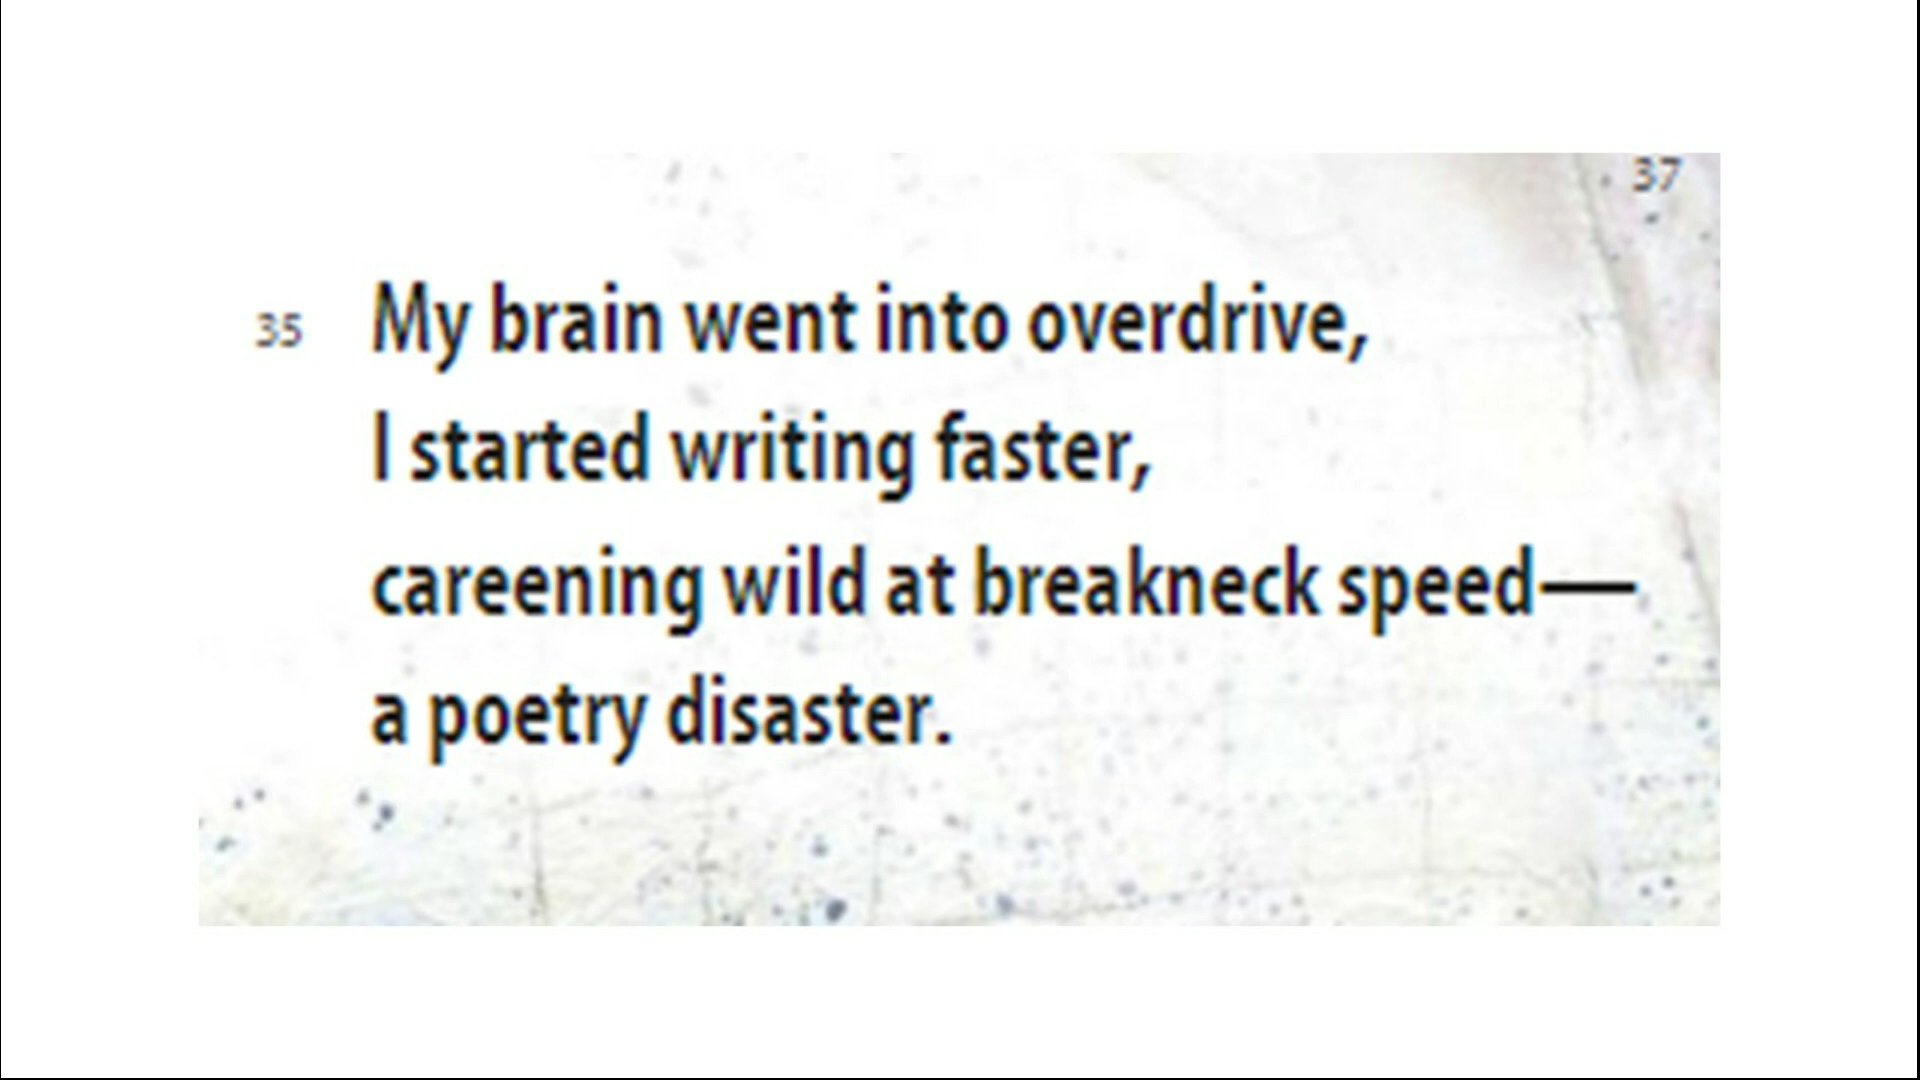 37
35 My brain went into overdrive,
I started writing faster,
careening wild at breakneck speed—
a poetry disaster.